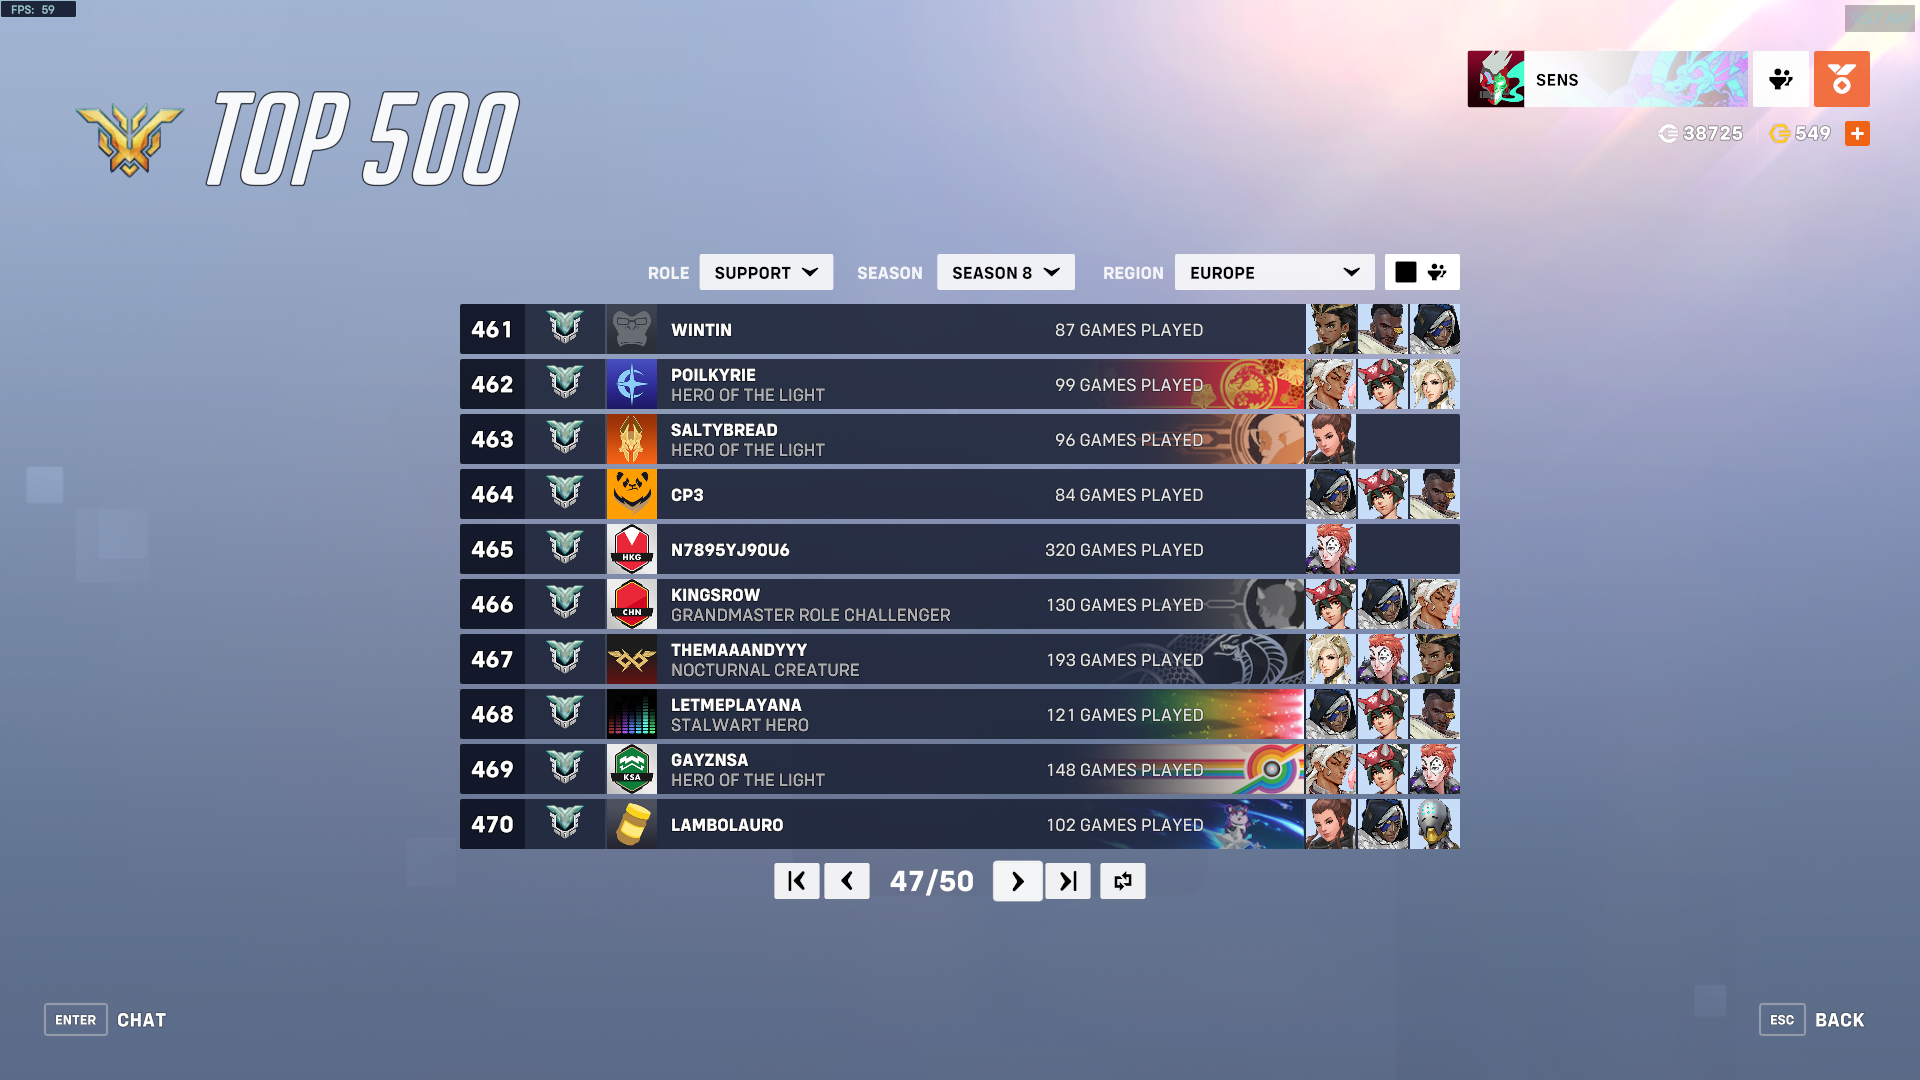 FPS: 59
TOP 500
SENS
38725 549
ROLE SUPPORT SEASON SEASON 8 REGION EUROPE
461 WINTIN 87 GAMES PLAYED
462 POILKYRIE 99 GAMES PLAYED
HERO OF THE LIGHT
463 SALTYBREAD 96 GAMES PLAYED
HERO OF THE LIGHT
464 CP3 84 GAMES PLAYED
465 HKG N7895YJ90U6 320 GAMES PLAYED
466 CHN KINGSROW 130 GAMES PLAYED
GRANDMASTER ROLE CHALLENGER
467 THEMAAANDYYY 193 GAMES PLAYED
NOCTURNAL CREATURE
468 LETMEPLAYANA 121 GAMES PLAYED
STALWART HERO
469 KSA GAYZNSA 148 GAMES PLAYED
HERO OF THE LIGHT
470 LAMBOLAURO 102 GAMES PLAYED
47/50
ENTER CHAT
ESC BACK